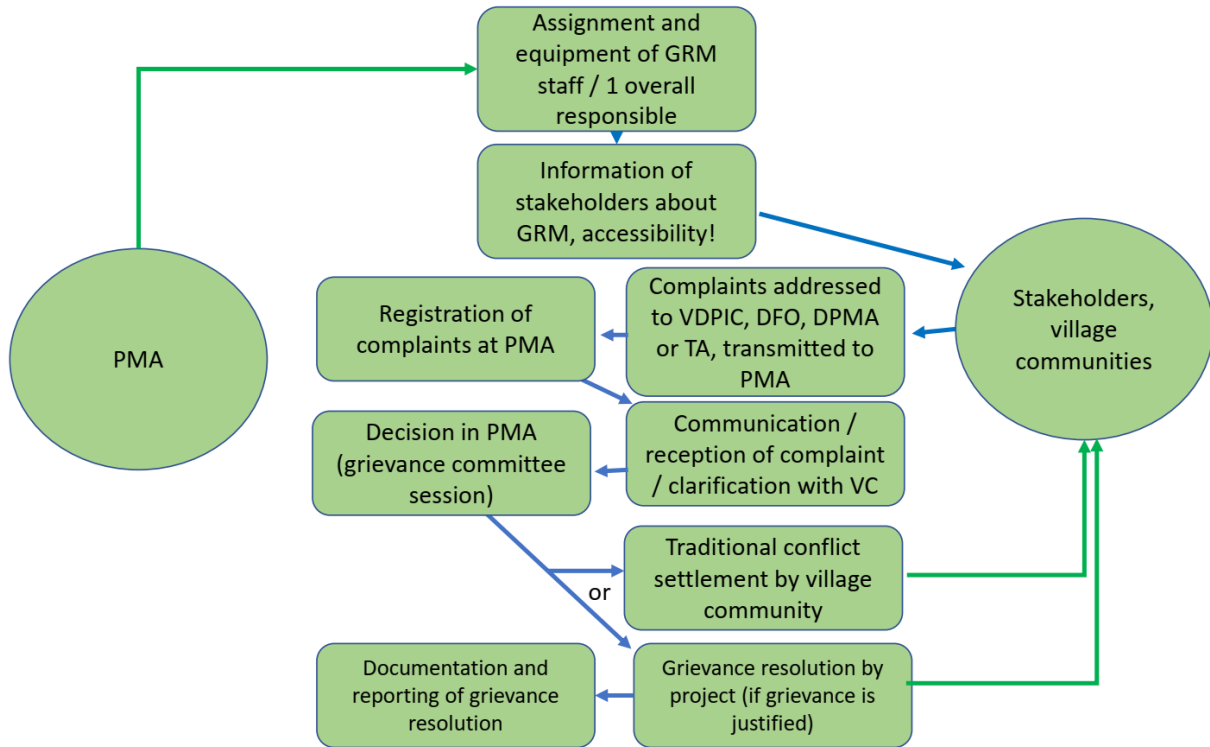 Assignment and
equipment of GRM
staff / 1 overall
responsible
Information of
stakeholders about
GRM, accessibility!
PMA
Stakeholders,
village
communities
Complaints addressed
to VDPIC, DFO, DPMA
or TA, transmitted to
PMA
Registration of
complaints at PMA
Communication /
reception of complaint
/ clarification with VC
Decision in PMA
(grievance committee
session)
Traditional conflict
settlement by village
community
or
Grievance resolution by
project (if grievance is
justified)
Documentation and
reporting of grievance
resolution